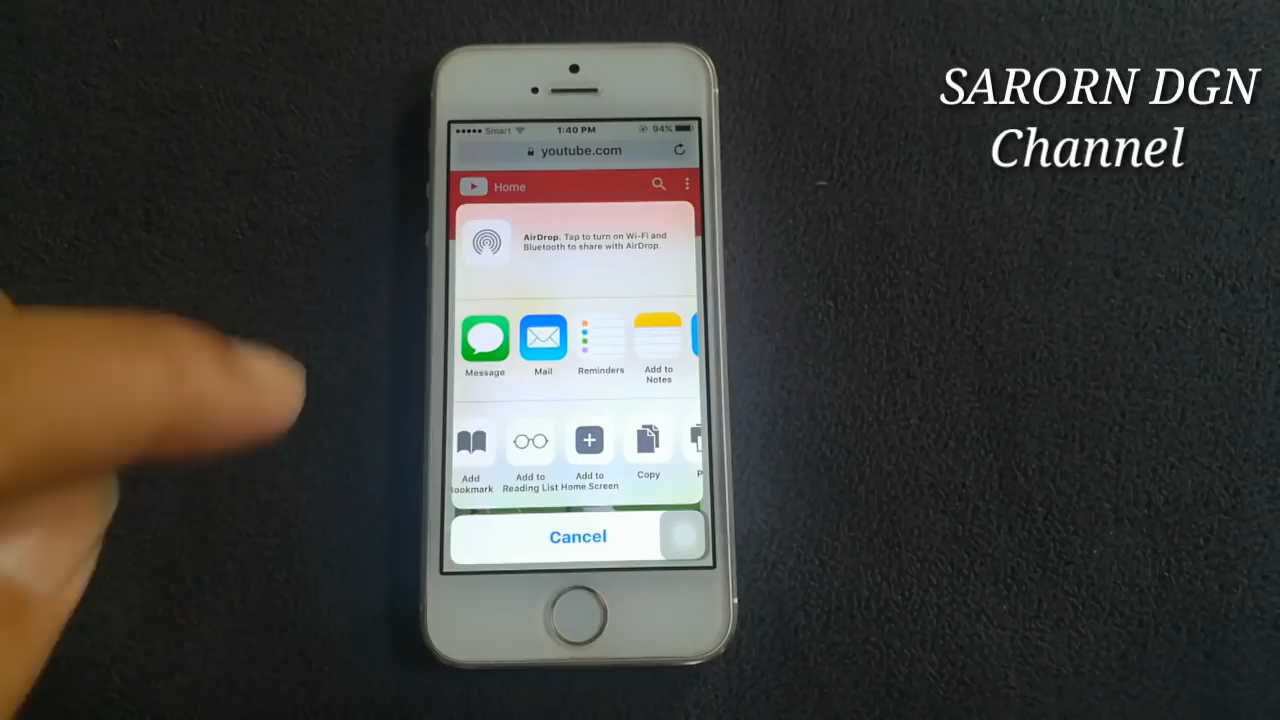 SARORN DGN
Channel
Smart
1:40 PM
94%
youtube.com
Home
AirDrop. Tap to turn on Wi-Fi and
Bluetooth to share with AirDrop.
Message
Mail
Reminders
Add to
Notes
Add
Bookmark
Add to
Reading List
Add to
Home Screen
Copy
P
Cancel